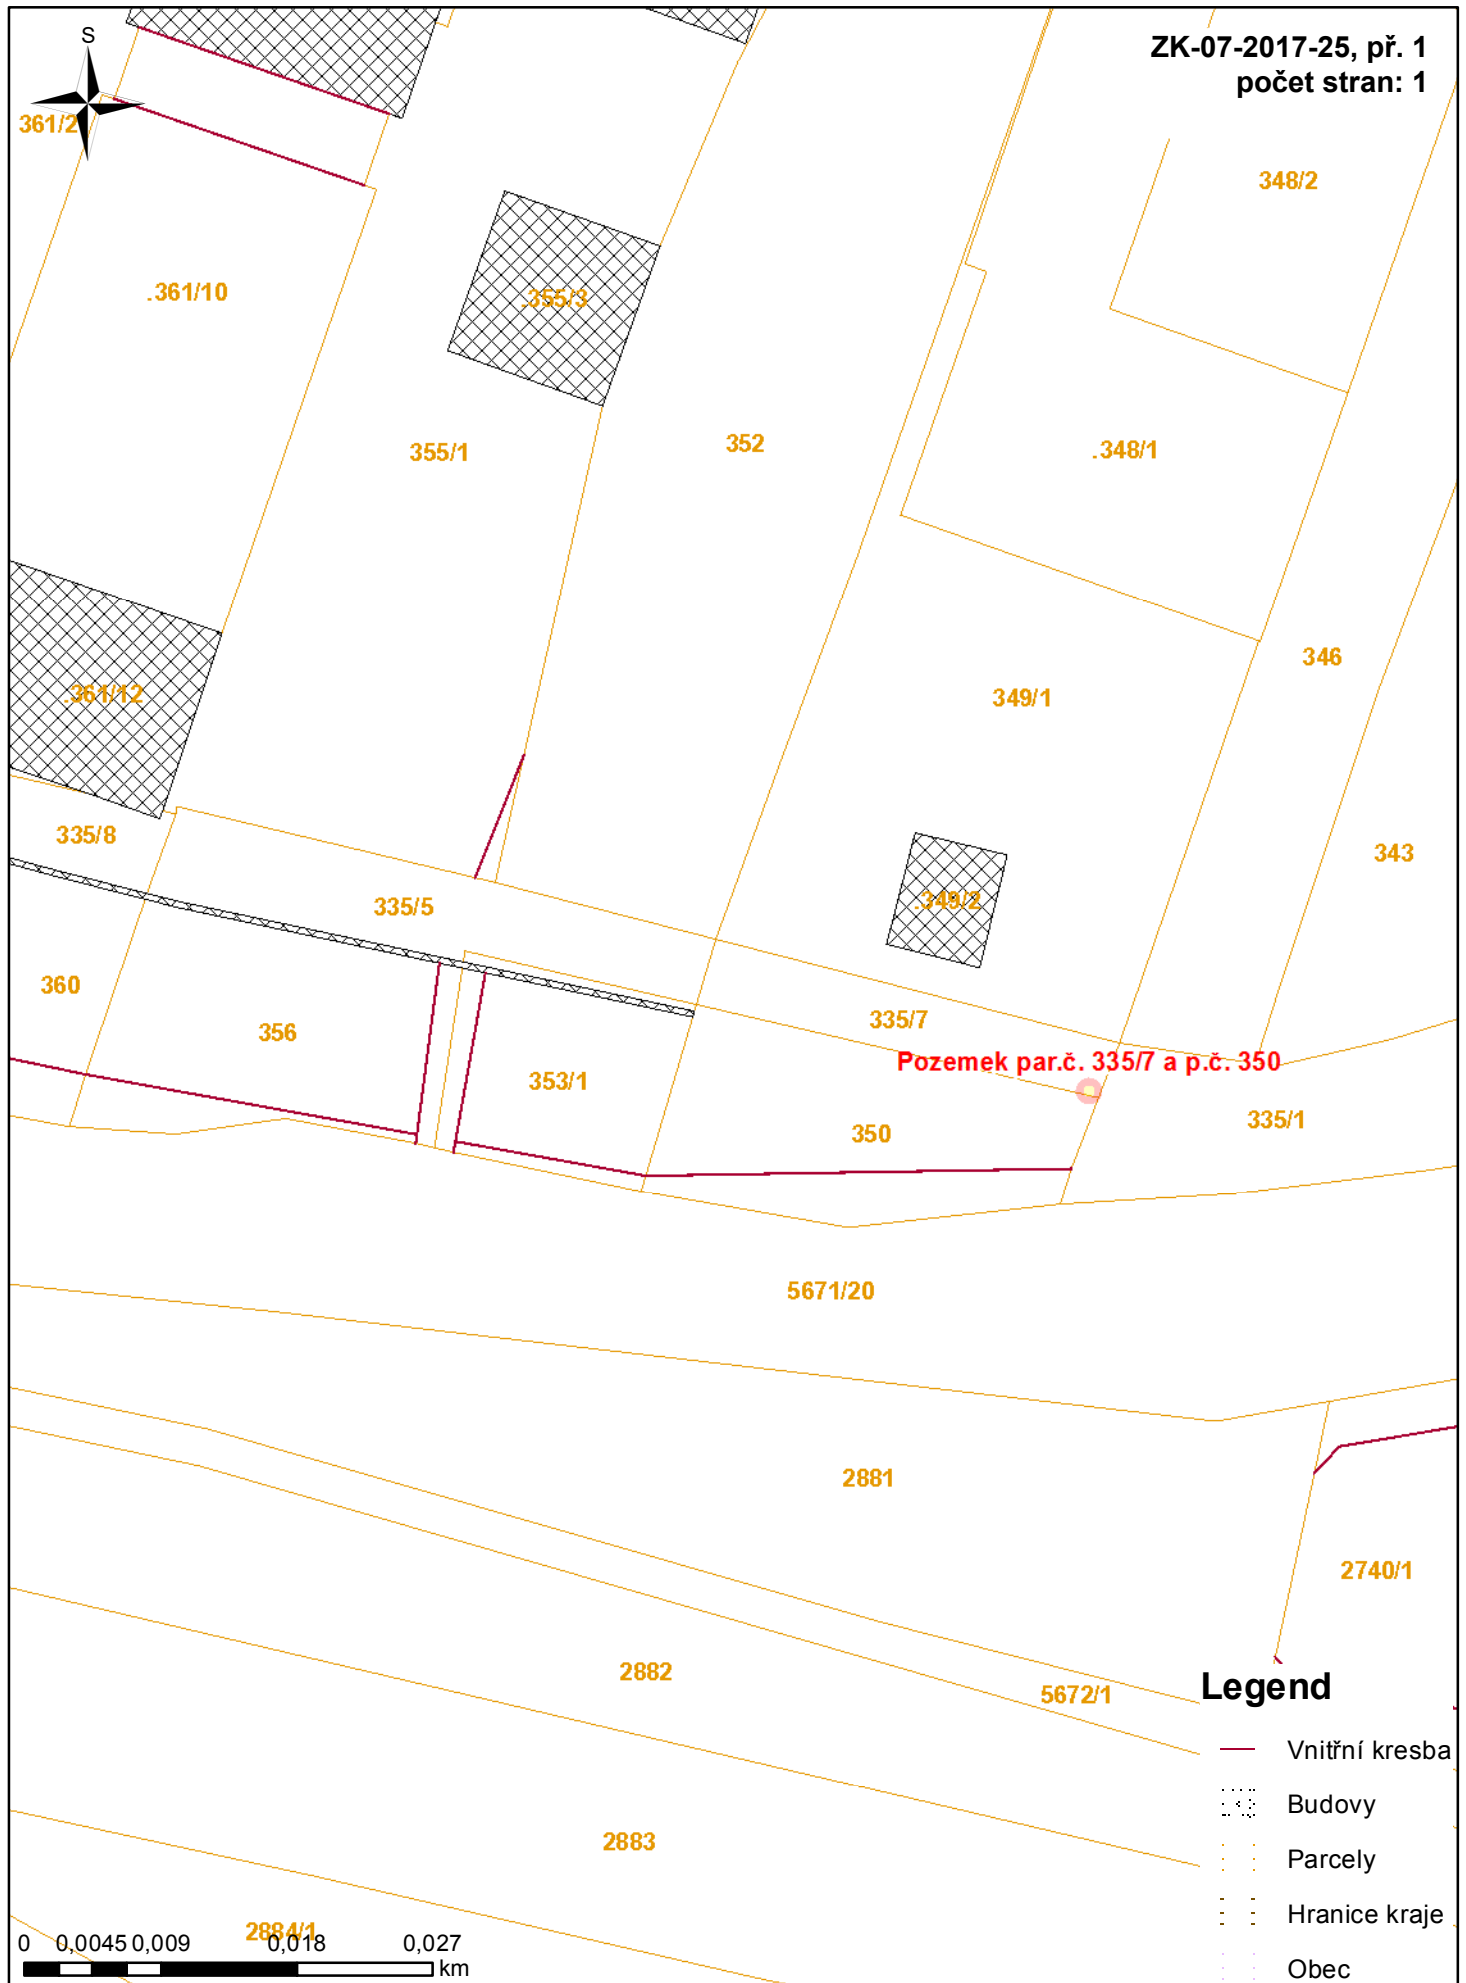 S
ZK-07-2017-25, př. 1
počet stran: 1
361/2
348/2
.361/10
.355/3
355/1
352
.348/1
346
.361/12
349/1
335/8
343
335/5
.349/2
360
356
335/7
Pozemek par.č. 335/7 a p.č. 350
353/1
350
335/1
5671/20
2881
2740/1
2882
5672/1
2883
2884/1
0 0,0045 0,009 0,018 0,027
km
Legend
Vnitřní kresba
Budovy
Parcely
Hranice kraje
Obec